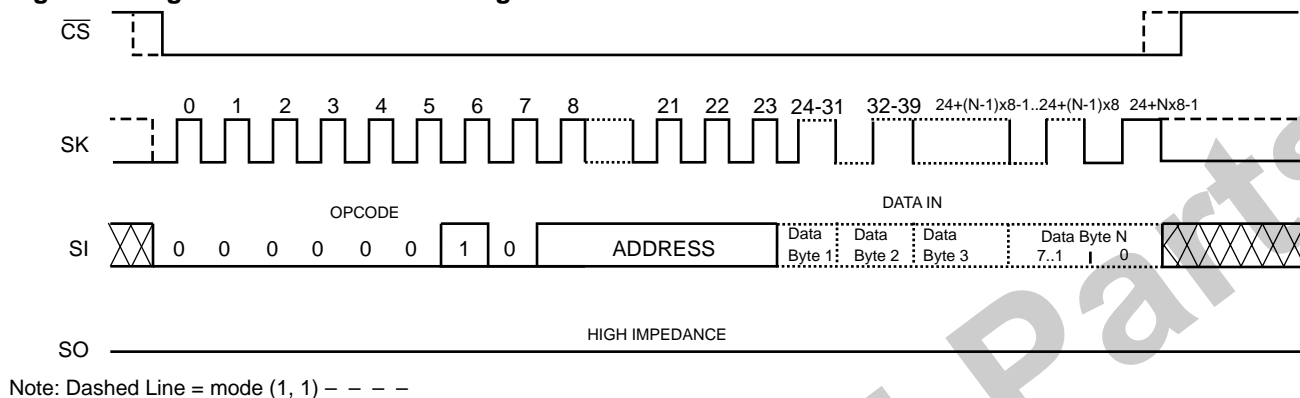 CS
0 1 2 3 4 5 6 7 8 21 22 23 24-31 32-39 24+(N-1)x8-1..24+(N-1)x8 24+Nx8-1
SK
OPCODE
DATA IN
SI 0 0 0 0 0 0 1 0 ADDRESS
Data Byte 1
Data Byte 2
Data Byte 3
Data Byte N
7..1 0
HIGH IMPEDANCE
SO
Note: Dashed Line = mode (1, 1) – – – –
Parts